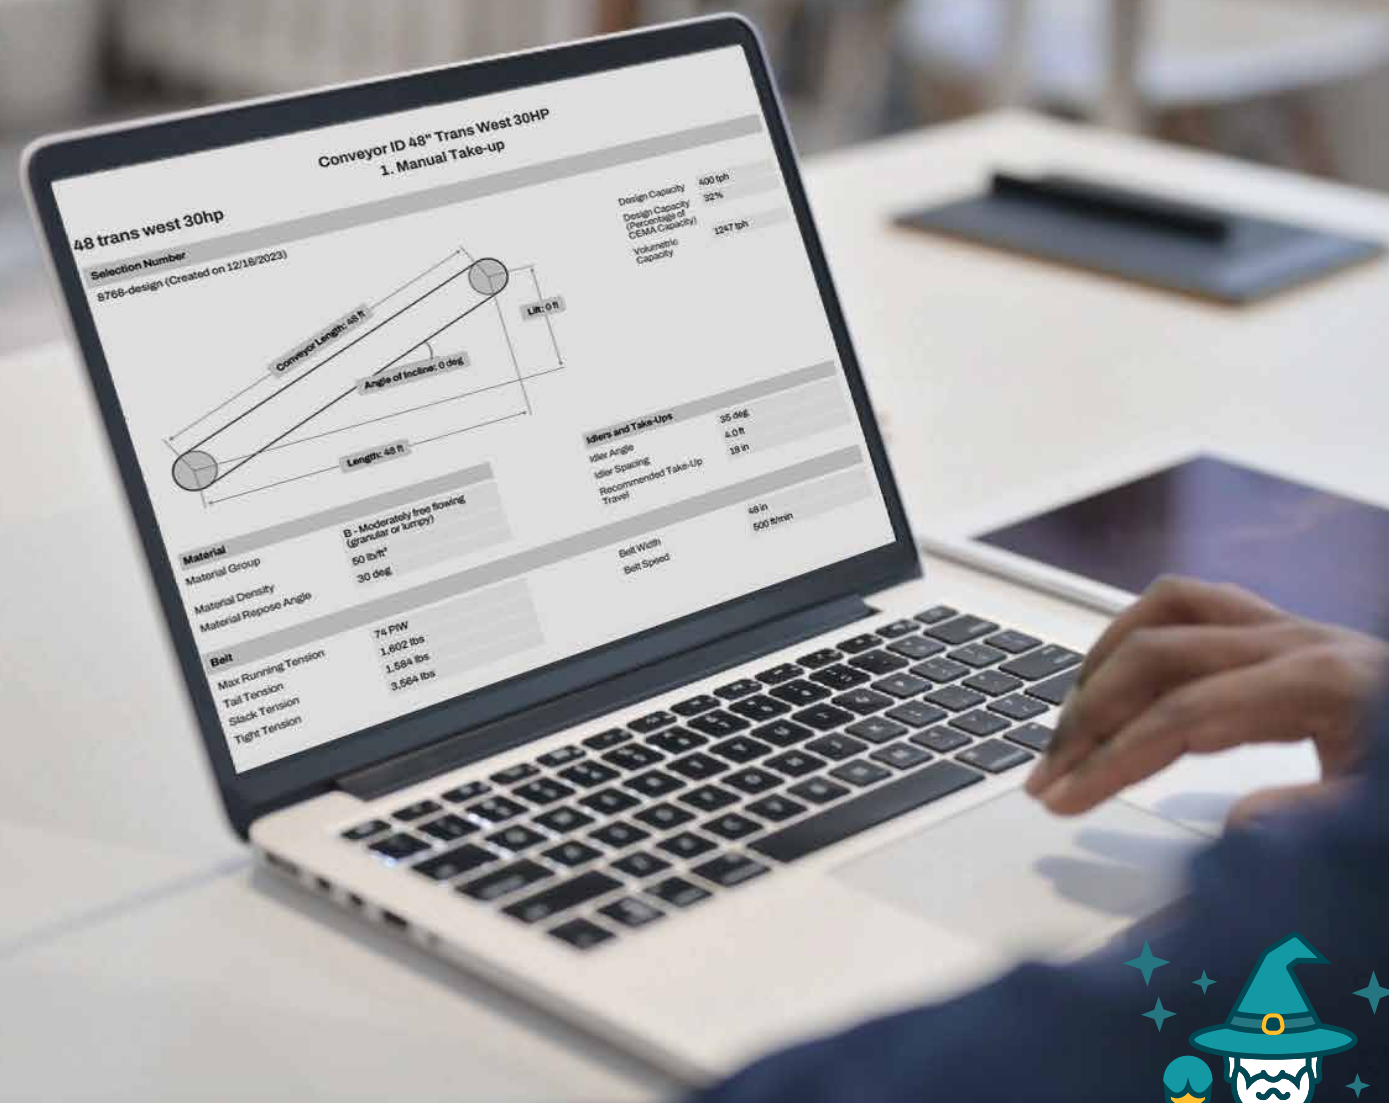 Conveyor ID 48" Trans West 30HP
1. Manual Take-up
48 trans west 30hp
Selection Number
8768-design (Created on 12/18/2023)
Design Capacity 400 tph
Design Capacity 32%
(Percentage of
CEMA Capacity)
Volumetric 1247 tph
Capacity
Conveyor Length: 48 ft
Lift: 0 ft
Angle of Incline: 0 deg
Length: 48 ft
Idlers and Take-Ups
Idler Angle 35 deg
Idler Spacing 4.0 ft
Recommended Take-Up 18 in
Travel
Material
Material Group B - Moderately free flowing
(granular or lumpy)
Material Density 50 lb/ft³
Material Repose Angle 30 deg
Belt
Max Running Tension 74 PIW
Tail Tension 1,602 lbs
Slack Tension 1,584 lbs
Tight Tension 3,564 lbs
Belt Width 48 in
Belt Speed 500 ft/min